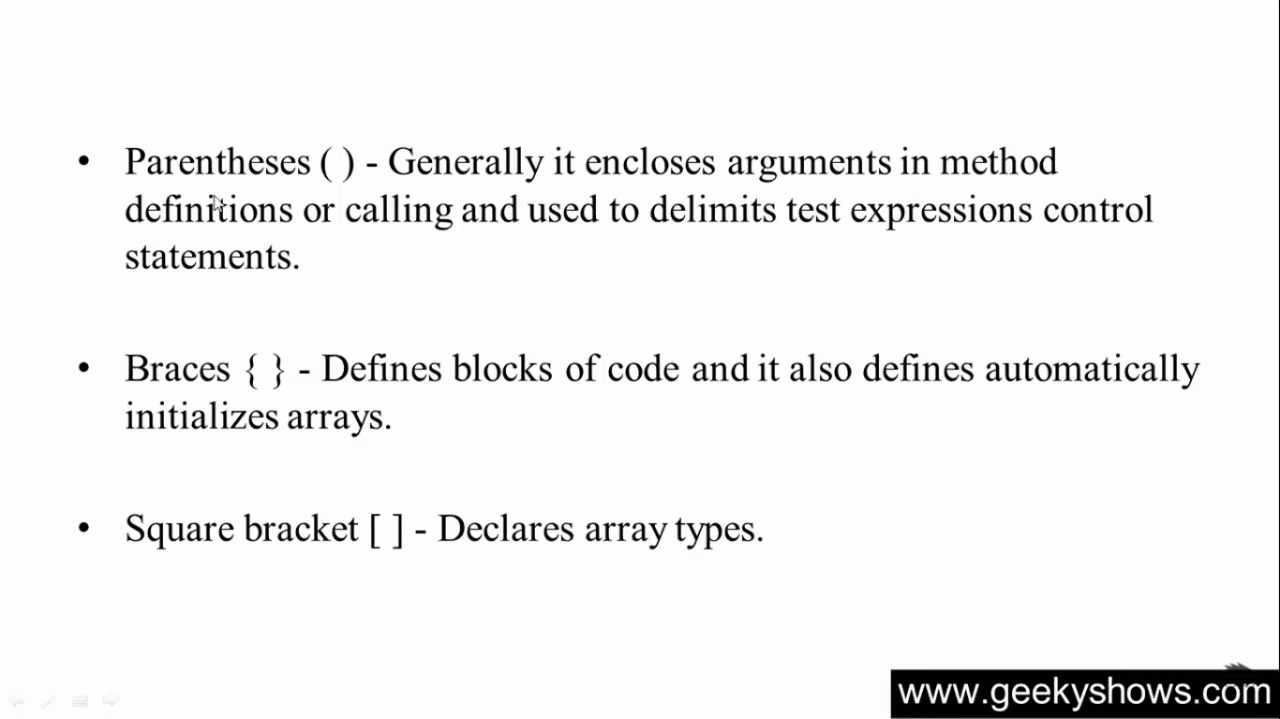 • Parentheses ( ) - Generally it encloses arguments in method
definitions or calling and used to delimits test expressions control
statements.
• Braces { } - Defines blocks of code and it also defines automatically
initializes arrays.
• Square bracket [ ] - Declares array types.
www.geekyshows.com